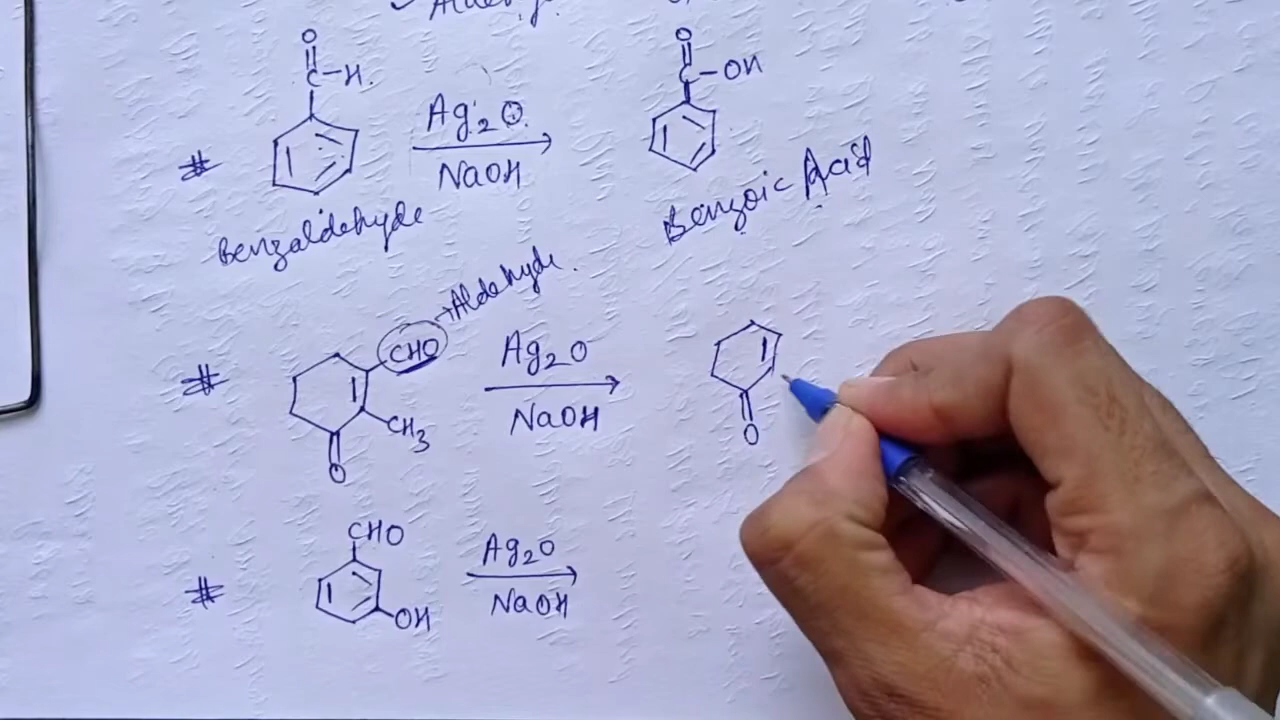 O
C-H.
Ag2O.
NaOH
O
C-OH
#
Benzaldehyde
Benzoic Acid
CHO
Aldehyde.
#
Ag2O
NaOH
CH3
O
O
#
CHO
OH
Ag2O
NaOH